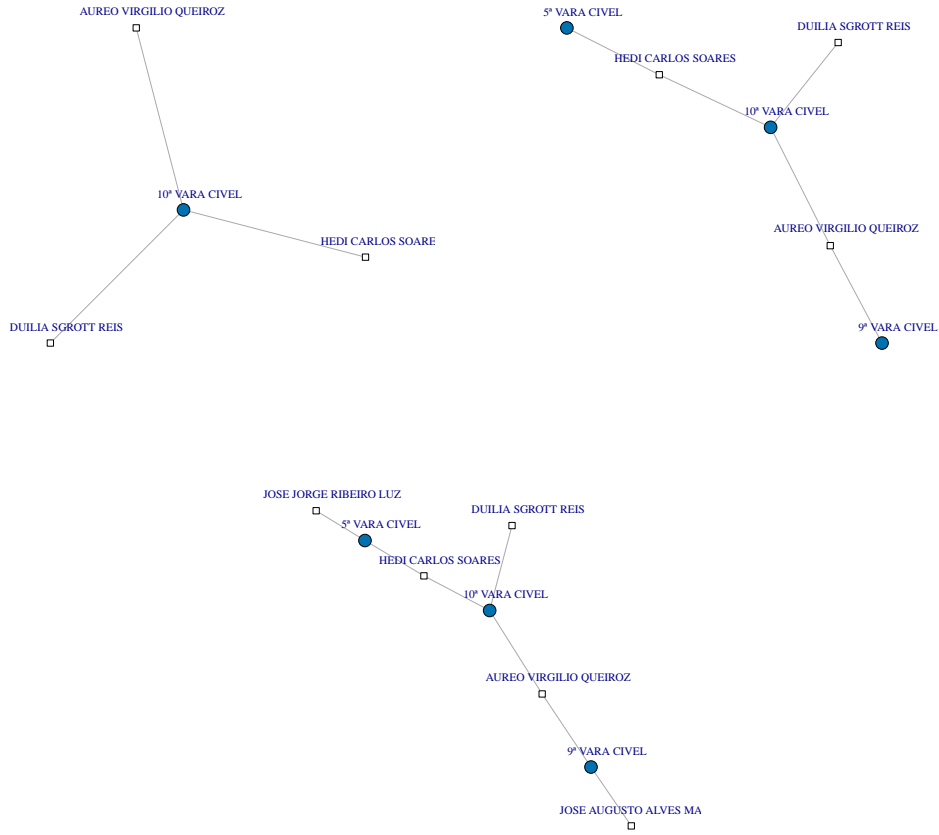 AUREO VIRGILIO QUEIROZ
10ª VARA CIVEL
HEDI CARLOS SOARE
DUILIA SGROTT REIS
5ª VARA CIVEL
DUILIA SGROTT REIS
HEDI CARLOS SOARES
10ª VARA CIVEL
AUREO VIRGILIO QUEIROZ
9ª VARA CIVEL
JOSE JORGE RIBEIRO LUZ
DUILIA SGROTT REIS
5ª VARA CIVEL
HEDI CARLOS SOARES
10ª VARA CIVEL
AUREO VIRGILIO QUEIROZ
9ª VARA CIVEL
JOSE AUGUSTO ALVES MA